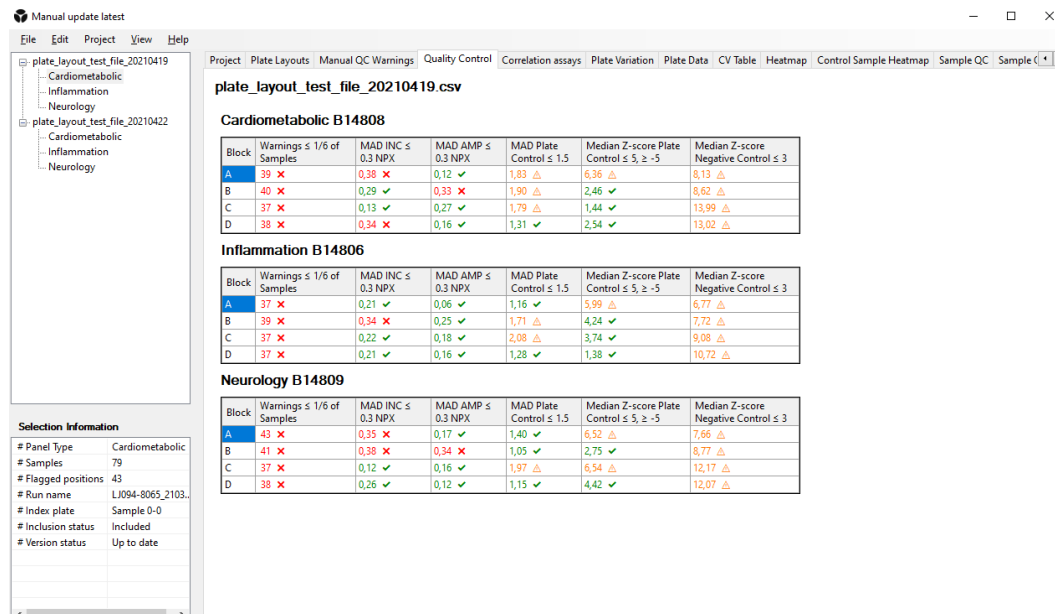 Manual update latest
File Edit Project View Help
plate_layout_test_file_20210419
Cardiometabolic
Inflammation
Neurology
plate_layout_test_file_20210422
Cardiometabolic
Inflammation
Neurology
Selection Information
# Panel Type Cardiometabolic
# Samples 79
# Flagged positions 43
# Run name LJ094-8065_2103..
# Index plate Sample 0-0
# Inclusion status Included
# Version status Up to date
Project Plate Layouts Manual QC Warnings Quality Control Correlation assays Plate Variation Plate Data CV Table Heatmap Control Sample Heatmap Sample QC Sample
plate_layout_test_file_20210419.csv
Cardiometabolic B14808
Block Warnings ≤ 1/6 of Samples MAD INC ≤ 0.3 NPX MAD AMP ≤ 0.3 NPX MAD Plate Control ≤ 1.5 Median Z-score Plate Control ≤ 5, ≥ -5 Median Z-score Negative Control ≤ 3
A 39 ✕ 0,38 ✕ 0,12 ✓ 1,83 ⚠ 6,36 ⚠ 8,13 ⚠
B 40 ✕ 0,29 ✓ 0,33 ✕ 1,90 ⚠ 2,46 ✓ 8,62 ⚠
C 37 ✕ 0,13 ✓ 0,27 ✓ 1,79 ⚠ 1,44 ✓ 13,99 ⚠
D 38 ✕ 0,34 ✕ 0,16 ✓ 1,31 ✓ 2,54 ✓ 13,02 ⚠
Inflammation B14806
Block Warnings ≤ 1/6 of Samples MAD INC ≤ 0.3 NPX MAD AMP ≤ 0.3 NPX MAD Plate Control ≤ 1.5 Median Z-score Plate Control ≤ 5, ≥ -5 Median Z-score Negative Control ≤ 3
A 37 ✕ 0,21 ✓ 0,06 ✓ 1,16 ✓ 5,99 ⚠ 6,77 ⚠
B 39 ✕ 0,34 ✕ 0,25 ✓ 1,71 ⚠ 4,24 ✓ 7,72 ⚠
C 37 ✕ 0,22 ✓ 0,18 ✓ 2,08 ⚠ 3,74 ✓ 9,08 ⚠
D 37 ✕ 0,21 ✓ 0,16 ✓ 1,28 ✓ 1,38 ✓ 10,72 ⚠
Neurology B14809
Block Warnings ≤ 1/6 of Samples MAD INC ≤ 0.3 NPX MAD AMP ≤ 0.3 NPX MAD Plate Control ≤ 1.5 Median Z-score Plate Control ≤ 5, ≥ -5 Median Z-score Negative Control ≤ 3
A 43 ✕ 0,35 ✕ 0,17 ✓ 1,40 ✓ 6,52 ⚠ 7,66 ⚠
B 41 ✕ 0,38 ✕ 0,34 ✕ 1,05 ✓ 2,75 ✓ 8,77 ⚠
C 37 ✕ 0,12 ✓ 0,16 ✓ 1,97 ⚠ 6,54 ⚠ 12,17 ⚠
D 38 ✕ 0,26 ✓ 0,12 ✓ 1,15 ✓ 4,42 ✓ 12,07 ⚠